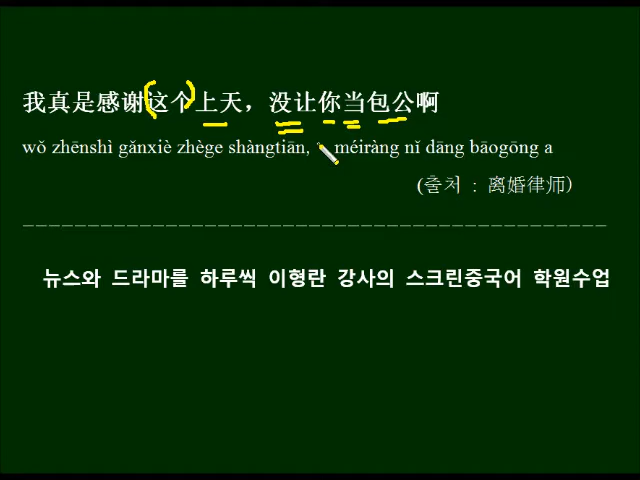 我真是感谢这个上天，没让你当包公啊
wǒ zhēnshì gǎnxiè zhège shàngtiān, méiràng nǐ dāng bāogōng a
(출처 : 离婚律师)
뉴스와 드라마를 하루씩 이형란 강사의 스크린중국어 학원수업